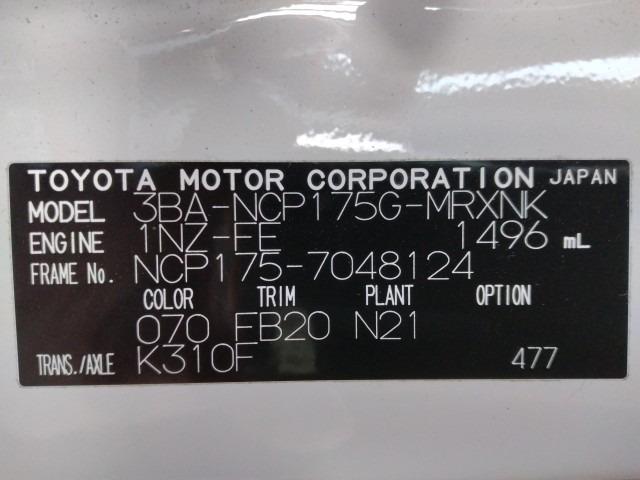 TOYOTA MOTOR CORPORATION JAPAN
MODEL 3BA-NCP175G-MRXNK
ENGINE 1NZ-FE 1496 mL
FRAME No. NCP175-7048124
COLOR TRIM PLANT OPTION
070 EB20 N21
TRANS./AXLE K310F 477